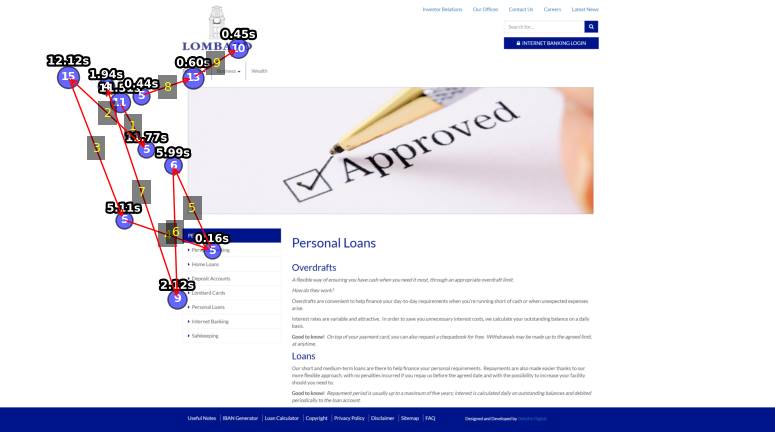 Investor Relations Our Offices Contact Us Careers Latest News
Search for...
INTERNET BANKING LOGIN
LOMBARD
Business Wealth
0.45s
10
9
0.60s
13
8
0.44s
5
1.94s
11
12.12s
15
2
1
11.77s
5
5.99s
6
3
7
5
5.11s
5
6
0.16s
5
2.12s
9
Approved
Home Loans
Deposit Accounts
Lombard Cards
Personal Loans
Internet Banking
Safekeeping
Personal Loans
Overdrafts
A flexible way of ensuring you have cash when you need it most, through an appropriate overdraft limit.
How do they work?
Overdrafts are convenient to help finance your day-to-day requirements when you're running short of cash or when unexpected expenses
arise.
Interest rates are variable and attractive. In order to save you unnecessary interest costs, we calculate your outstanding balance on a daily
basis.
Good to know! On top of your payment card, you can also request a chequebook for free. Withdrawals may be made up to the agreed limit,
at anytime.
Loans
Our short and medium-term loans are there to help finance your personal requirements. Repayments are also made easier thanks to our
more flexible approach, with no penalties incurred if you repay us before the agreed date and with the possibility to increase your facility
should you need to.
Good to know! Repayment period is usually up to a maximum of five years; interest is calculated daily on outstanding balances and debited
periodically to the loan account.
Useful Notes IBAN Generator Loan Calculator Copyright Privacy Policy Disclaimer Sitemap FAQ
Designed and Developed by Deloitte Digital